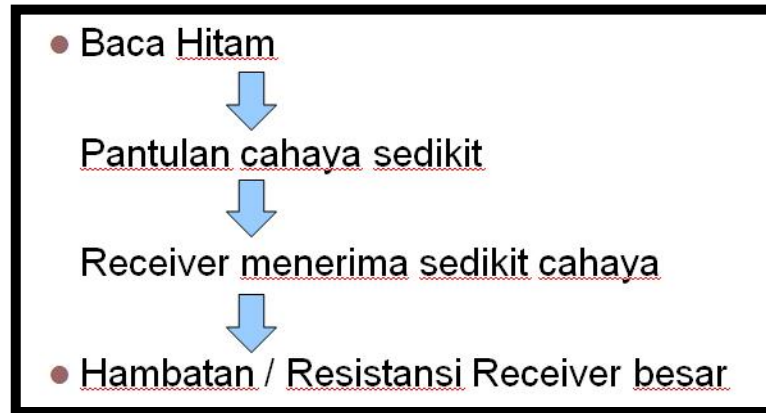 Baca Hitam
Pantulan cahaya sedikit
Receiver menerima sedikit cahaya
Hambatan / Resistansi Receiver besar